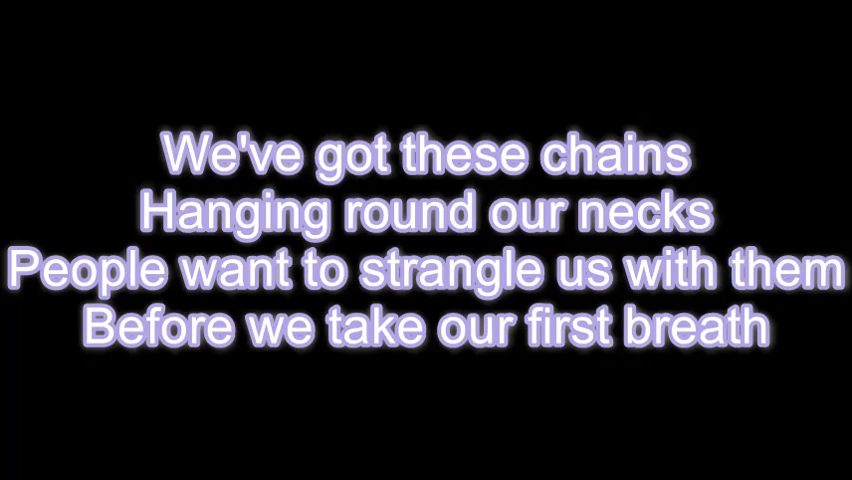 We've got these chains
Hanging round our necks
People want to strangle us with them
Before we take our first breath